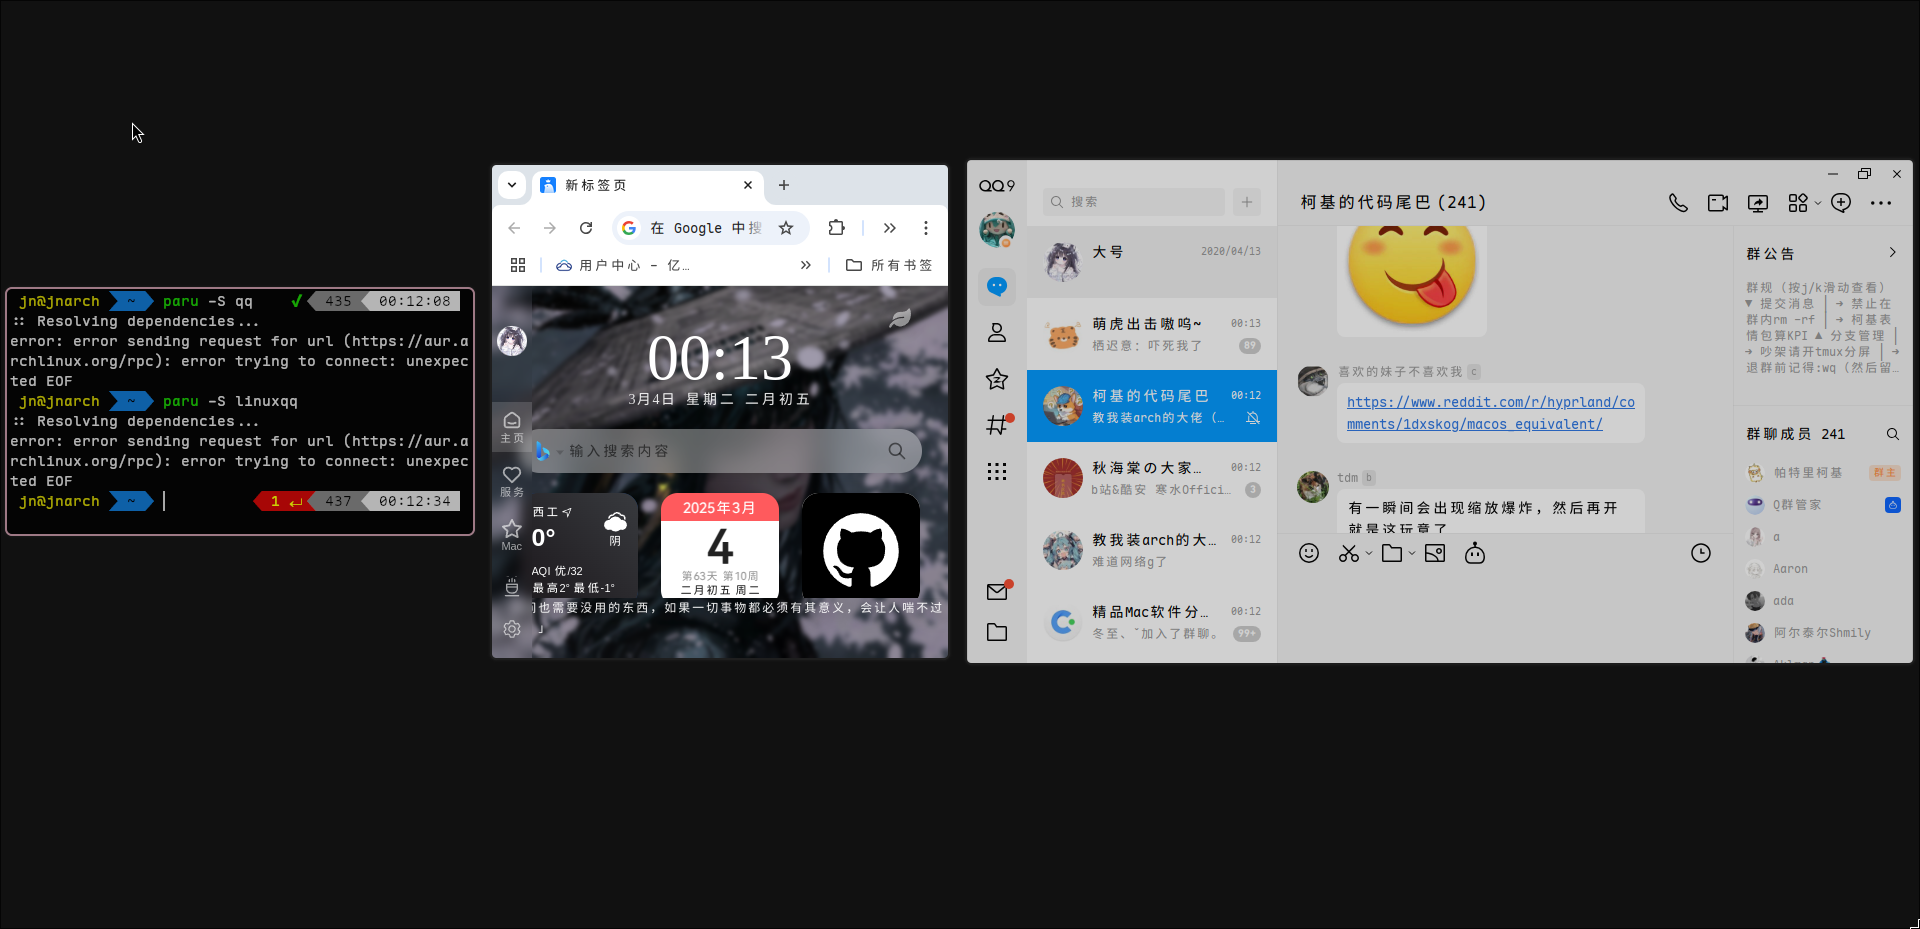 jn@jnarch ~ paru -S qq ✔ 435 00:12:08
:: Resolving dependencies...
error: error sending request for url (https://aur.a
rchlinux.org/rpc): error trying to connect: unexpec
ted EOF
jn@jnarch ~ paru -S linuxqq
:: Resolving dependencies...
error: error sending request for url (https://aur.a
rchlinux.org/rpc): error trying to connect: unexpec
ted EOF
jn@jnarch ~ 1 ↵ 437 00:12:34
新标签页
在 Google 中搜
用户中心 - 亿…
所有书签
00:13
3月4日 星期二 二月初五
主页
输入搜索内容
服务
Mac
西工
0°
阴
AQI 优/32
最高2° 最低-1°
2025年3月
4
第63天 第10周
二月初五 周二
也需要没用的东西，如果一切事物都必须有其意义，会让人喘不过
」
QQ9
搜索
大号 2020/04/13
萌虎出击嗷呜~ 00:13
栖迟意：吓死我了 89
柯基的代码尾巴 00:12
教我装arch的大佬（…
秋海棠の大家… 00:12
b站&酷安 寒水Offici… 3
教我装arch的大… 00:12
难道网络g了
精品Mac软件分… 00:12
冬至、˜加入了群聊。 99+
柯基的代码尾巴 (241)
喜欢的妹子不喜欢我 c
https://www.reddit.com/r/hyprland/co
mments/1dxskog/macos_equivalent/
tdm b
有一瞬间会出现缩放爆炸，然后再开
就是这玩意了
群公告
群规（按j/k滑动查看）
▼ 提交消息 │ → 禁止在
群内rm -rf │ → 柯基表
情包算KPI ▲ 分支管理 │
→ 吵架请开tmux分屏 │ →
退群前记得:wq（然后留…
群聊成员 241
帕特里柯基 群主
Q群管家
a
Aaron
ada
阿尔泰尔Shmily